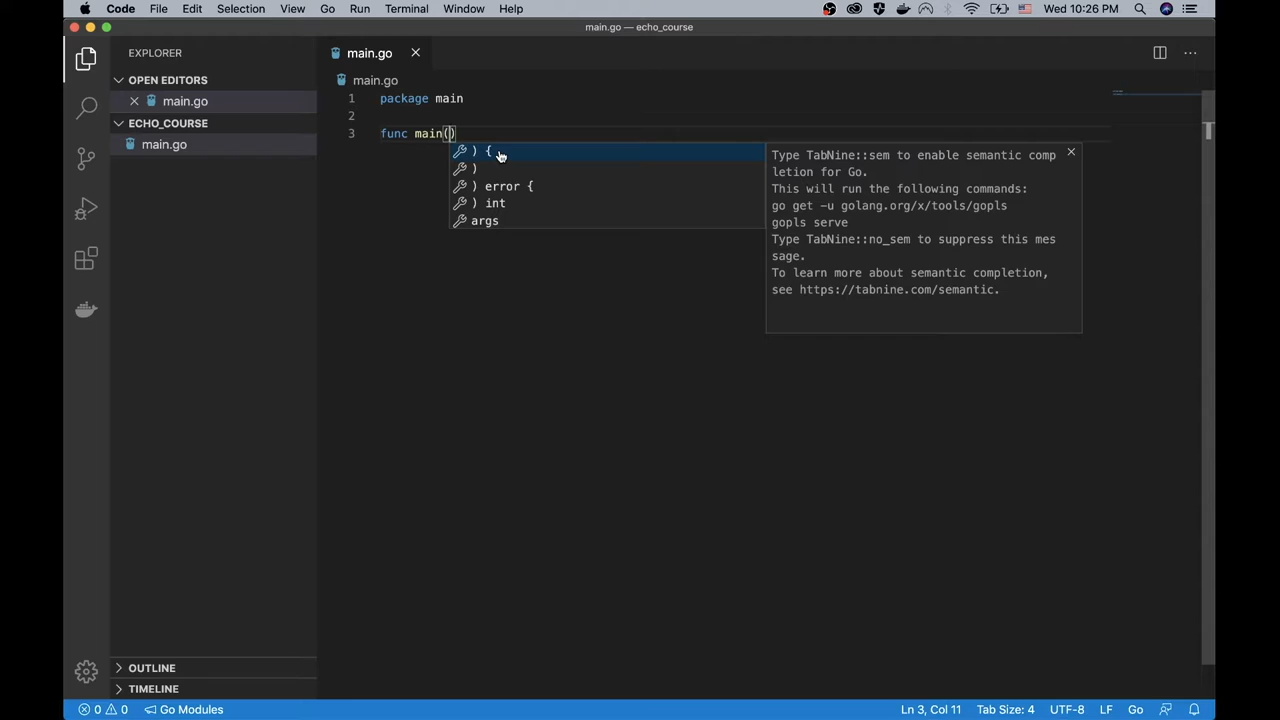 Code File Edit Selection View Go Run Terminal Window Help Wed 10:26 PM
main.go — echo_course
EXPLORER
OPEN EDITORS
main.go
ECHO_COURSE
main.go
OUTLINE
TIMELINE
main.go
main.go
1 package main
2
3 func main()
) {
)
) error {
) int
args
Type TabNine::sem to enable semantic comp
letion for Go.
This will run the following commands:
go get -u golang.org/x/tools/gopls
gopls serve
Type TabNine::no_sem to suppress this mes
sage.
To learn more about semantic completion,
see https://tabnine.com/semantic.
0 0 Go Modules Ln 3, Col 11 Tab Size: 4 UTF-8 LF Go